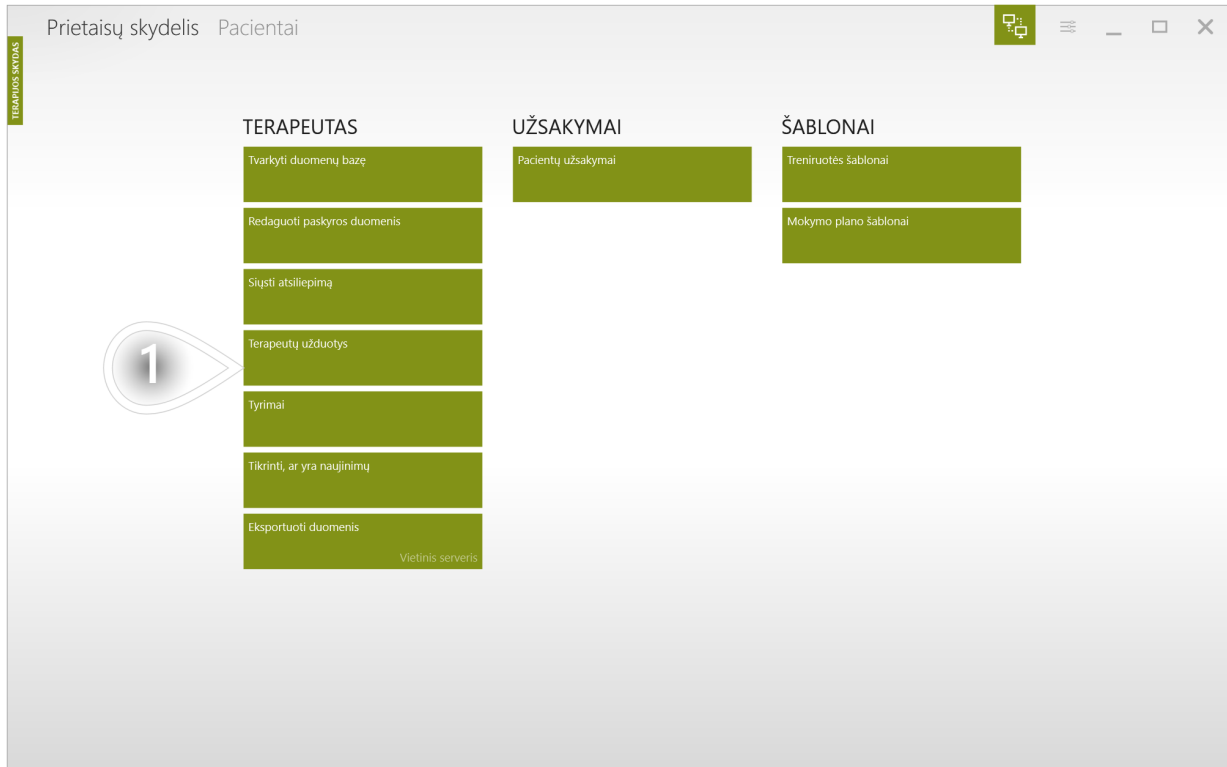 Prietaisų skydelis Pacientai
TERAPIJOS SKYDAS
TERAPEUTAS
Tvarkyti duomenų bazę
Redaguoti paskyros duomenis
Siųsti atsiliepimą
Terapeutų užduotys
1
Tyrimai
Tikrinti, ar yra naujinimų
Eksportuoti duomenis
Vietinis serveris
UŽSAKYMAI
Pacientų užsakymai
ŠABLONAI
Treniruotės šablonai
Mokymo plano šablonai